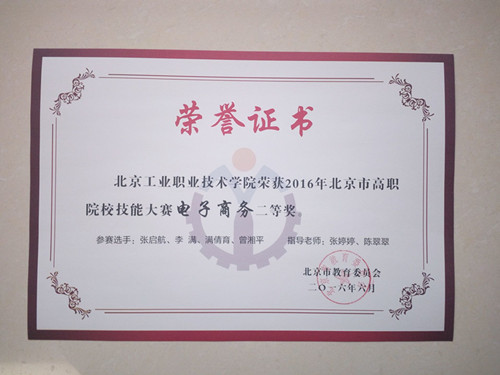 荣誉证书
北京工业职业技术学院荣获2016年北京市高职
院校技能大赛电子商务二等奖
参赛选手：张启航、李 满、满倩育、曾湘平 指导老师：张婷婷、陈翠翠
北京市教育委员会
二〇一六年六月